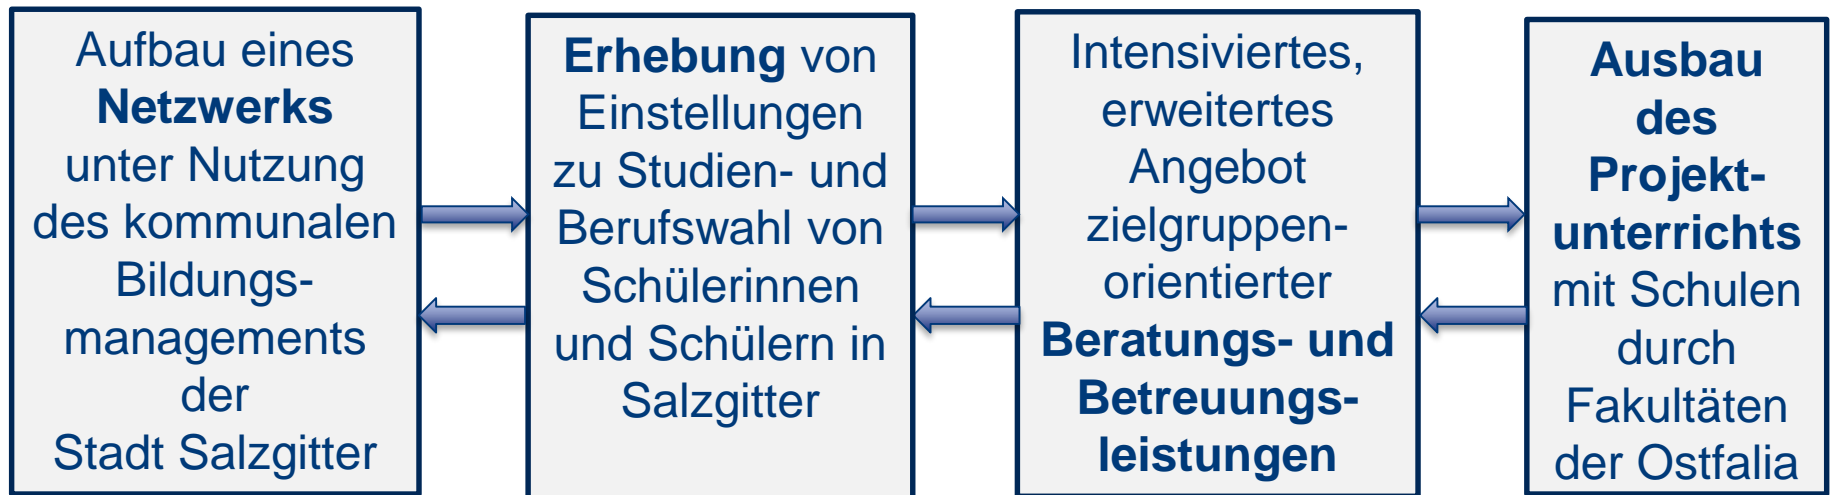 Aufbau eines
Netzwerks
unter Nutzung
des kommunalen
Bildungs-
managements
der
Stadt Salzgitter
Erhebung von
Einstellungen
zu Studien- und
Berufswahl von
Schülerinnen
und Schülern in
Salzgitter
Intensiviertes,
erweitertes
Angebot
zielgruppen-
orientierter
Beratungs- und
Betreuungs-
leistungen
Ausbau
des
Projekt-
unterrichts
mit Schulen
durch
Fakultäten
der Ostfalia